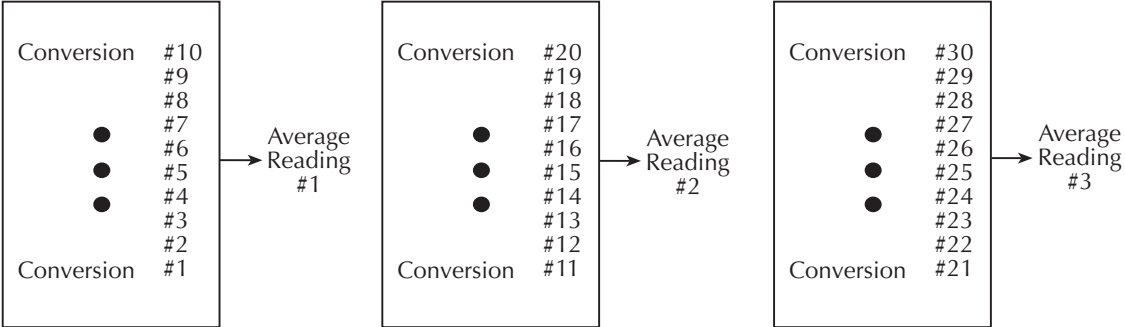 Conversion #10
#9
#8
#7
#6
#5
#4
#3
#2
Conversion #1
Average
Reading
#1
Conversion #20
#19
#18
#17
#16
#15
#14
#13
#12
Conversion #11
Average
Reading
#2
Conversion #30
#29
#28
#27
#26
#25
#24
#23
#22
Conversion #21
Average
Reading
#3